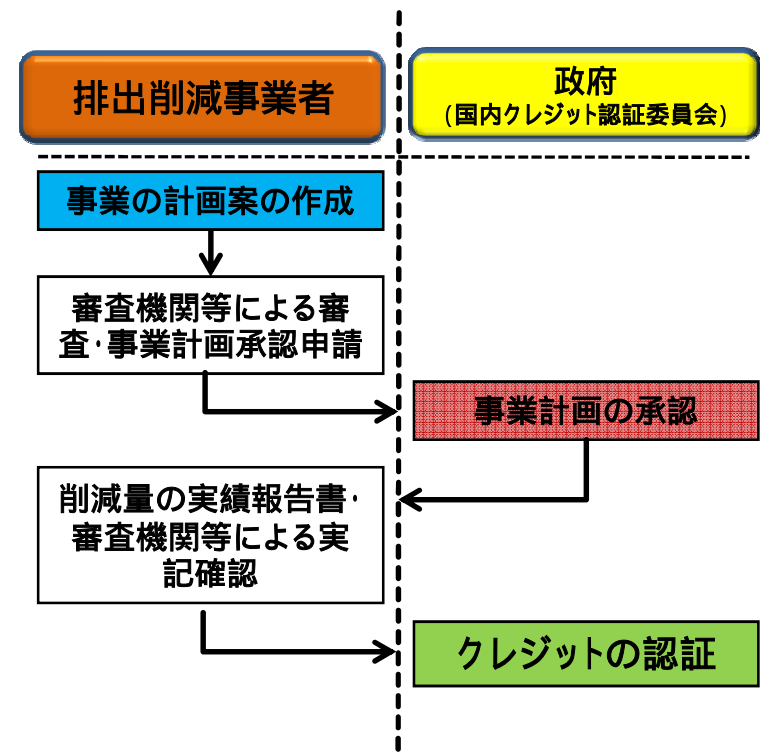 排出削減事業者
政府
(国内クレジット認証委員会)
事業の計画案の作成
審査機関等による審
査・事業計画承認申請
事業計画の承認
削減量の実績報告書・
審査機関等による実
記確認
クレジットの認証